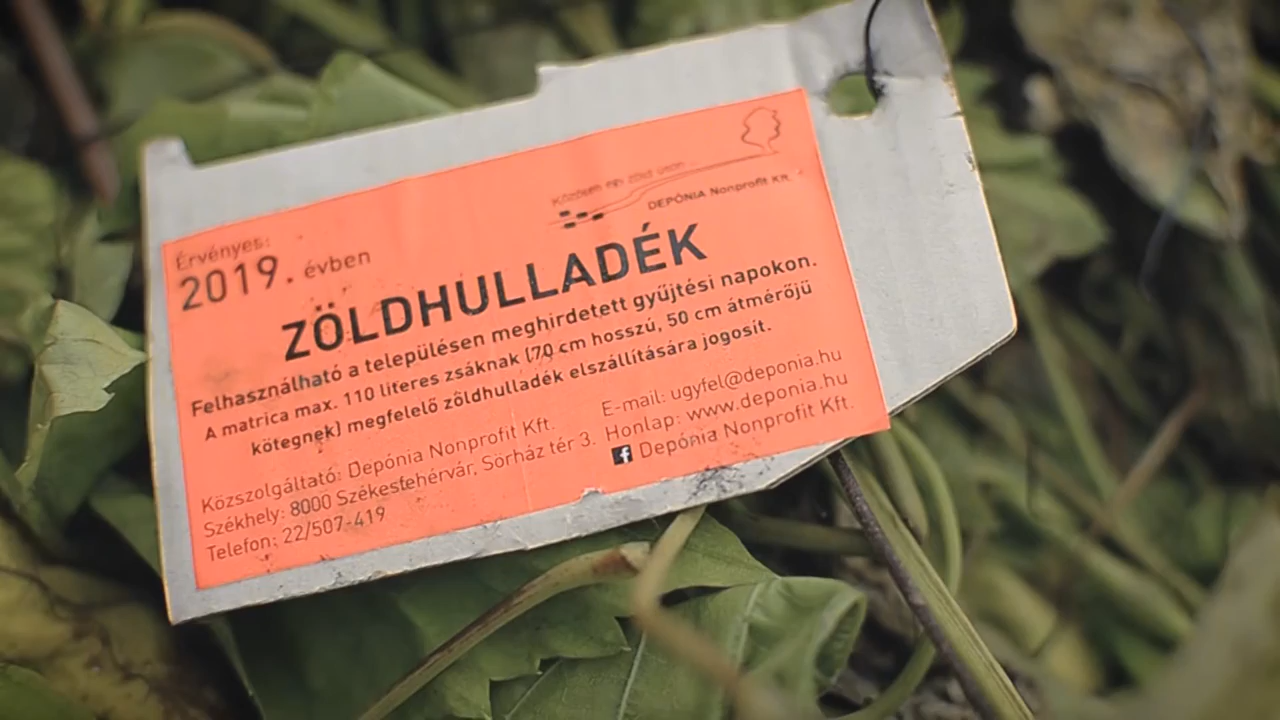 Középen egy zöld úton...
DEPÓNIA Nonprofit Kft.
Érvényes:
2019. évben
ZÖLDHULLADÉK
Felhasználható a településen meghirdetett gyűjtési napokon.
A matrica max. 110 literes zsáknak (70 cm hosszú, 50 cm átmérőjű
kötegnek) megfelelő zöldhulladék elszállítására jogosít.
Közszolgáltató: Depónia Nonprofit Kft.
Székhely: 8000 Székesfehérvár, Sörház tér 3.
Telefon: 22/507-419
E-mail: ugyfel@deponia.hu
Honlap: www.deponia.hu
f Depónia Nonprofit Kft.